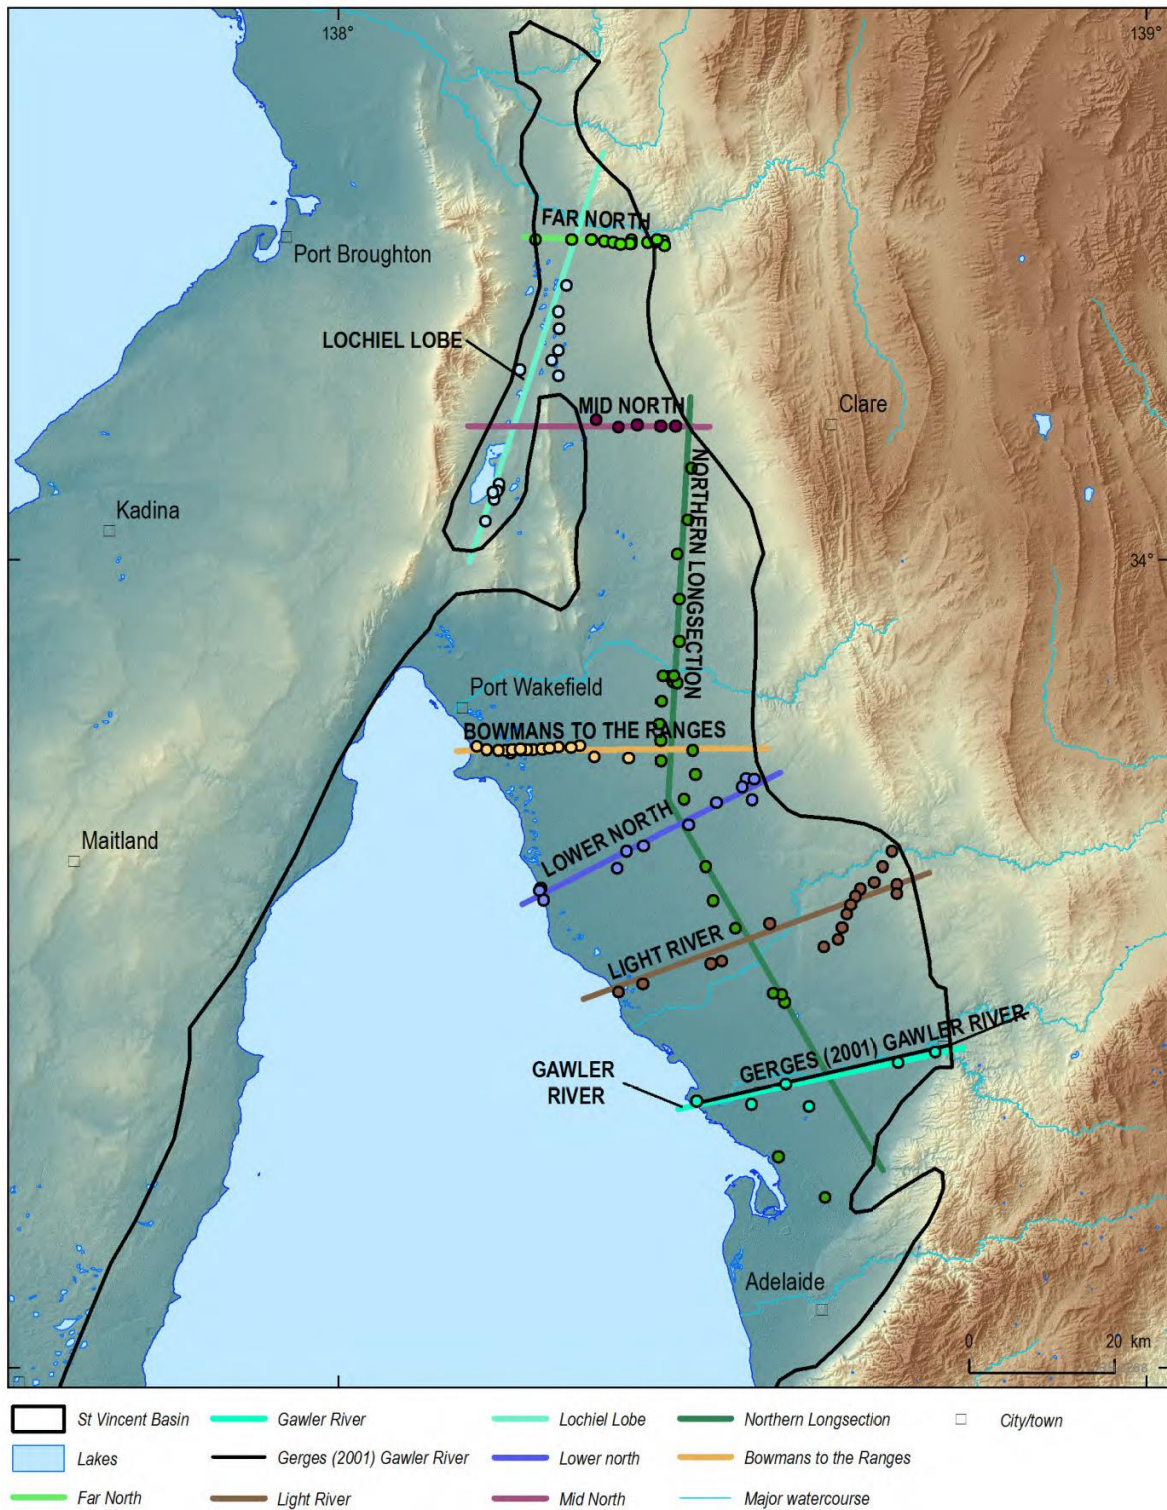 138°
139°
FAR NORTH
Port Broughton
LOCHIEL LOBE
MID NORTH
Clare
NORTHERN LONGSECTION
Kadina
34°
Port Wakefield
BOWMANS TO THE RANGES
Maitland
LOWER NORTH
LIGHT RIVER
GERGES (2001) GAWLER RIVER
GAWLER
RIVER
Adelaide
0 20 km
St Vincent Basin
Gawler River
Lochiel Lobe
Northern Longsection
City/town
Lakes
Gerges (2001) Gawler River
Lower north
Bowmans to the Ranges
Far North
Light River
Mid North
Major watercourse